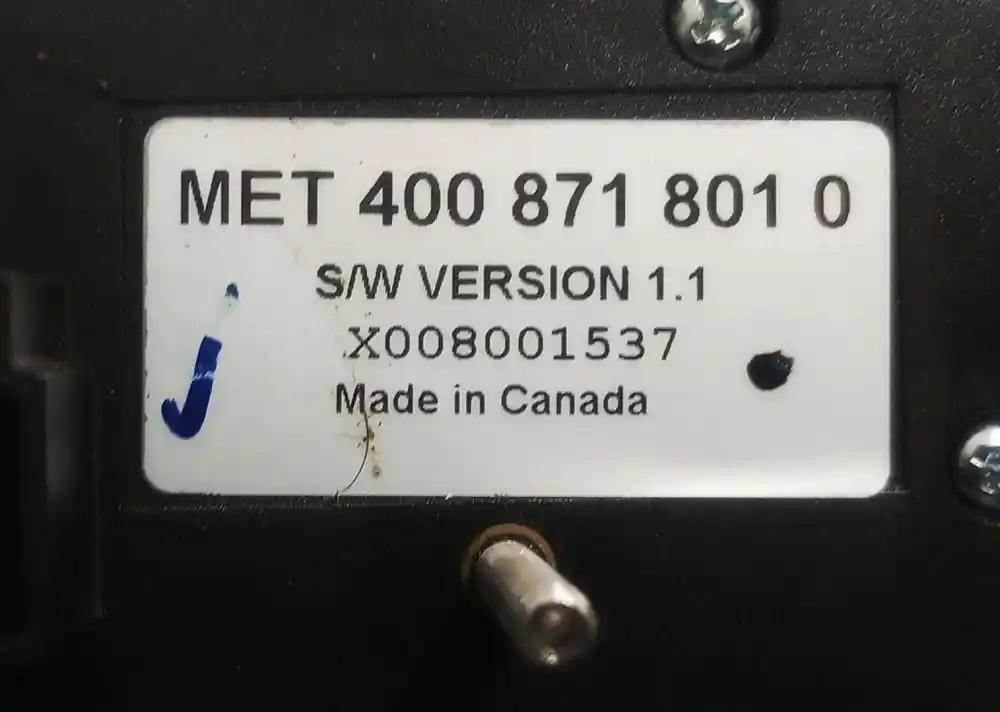 MET 400 871 801 0
S/W VERSION 1.1
X008001537
Made in Canada